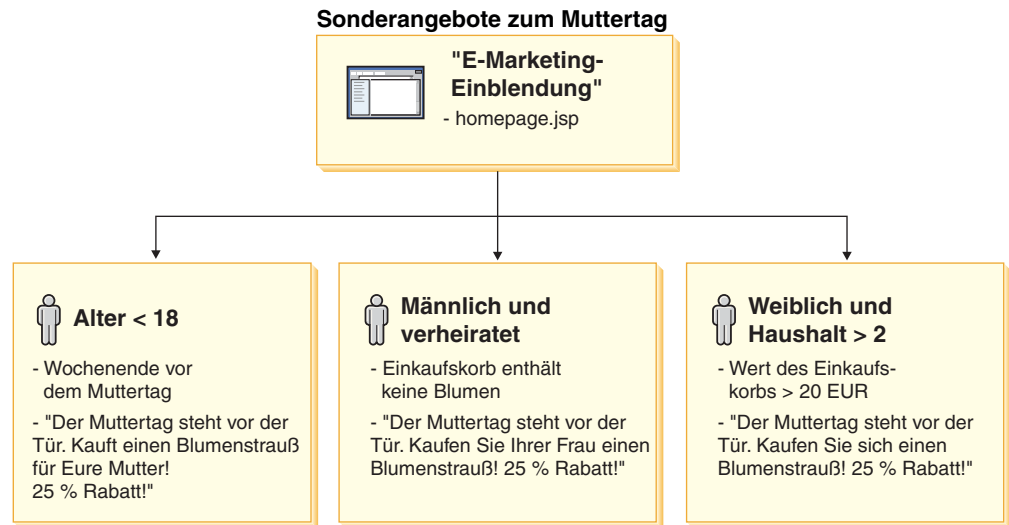 Sonderangebote zum Muttertag
"E-Marketing-
Einblendung"
- homepage.jsp
Alter < 18
- Wochenende vor
dem Muttertag
- "Der Muttertag steht vor der
Tür. Kauft einen Blumenstrauß
für Eure Mutter!
25 % Rabatt!"
Männlich und
verheiratet
- Einkaufskorb enthält
keine Blumen
- "Der Muttertag steht vor der
Tür. Kaufen Sie Ihrer Frau einen
Blumenstrauß! 25 % Rabatt!"
Weiblich und
Haushalt > 2
- Wert des Einkaufs-
korbs > 20 EUR
- "Der Muttertag steht vor der
Tür. Kaufen Sie sich einen
Blumenstrauß! 25 % Rabatt!"